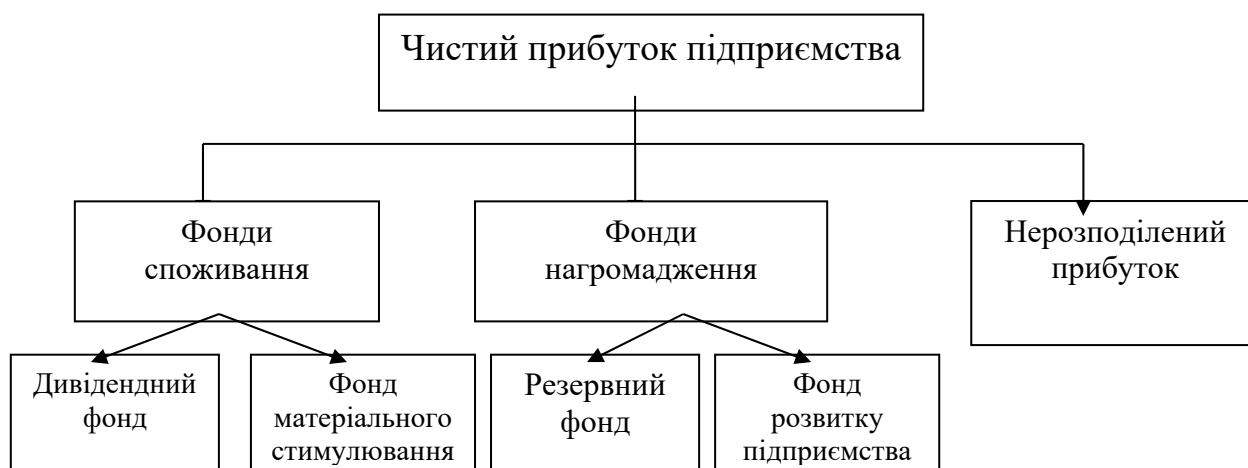 Чистий прибуток підприємства
Фонди
споживання
Фонди
нагромадження
Нерозподілений
прибуток
Дивідендний
фонд
Фонд
матеріального
стимулювання
Резервний
фонд
Фонд
розвитку
підприємства